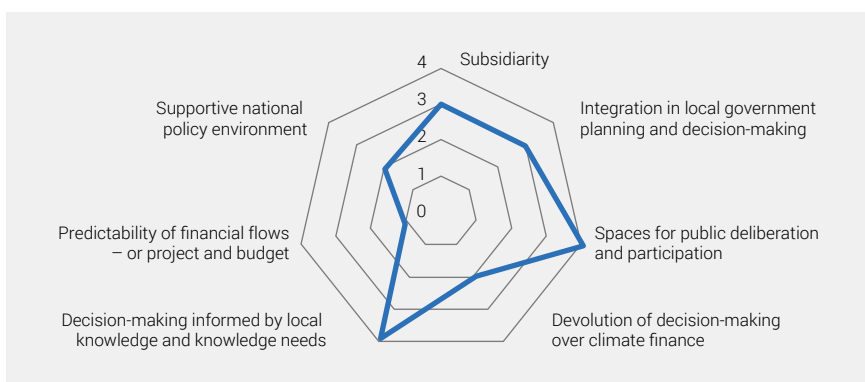 4
Subsidiarity
3
2
1
0
Integration in local government
planning and decision-making
Spaces for public deliberation
and participation
Devolution of decision-making
over climate finance
Decision-making informed by local
knowledge and knowledge needs
Predictability of financial flows
– or project and budget
Supportive national
policy environment